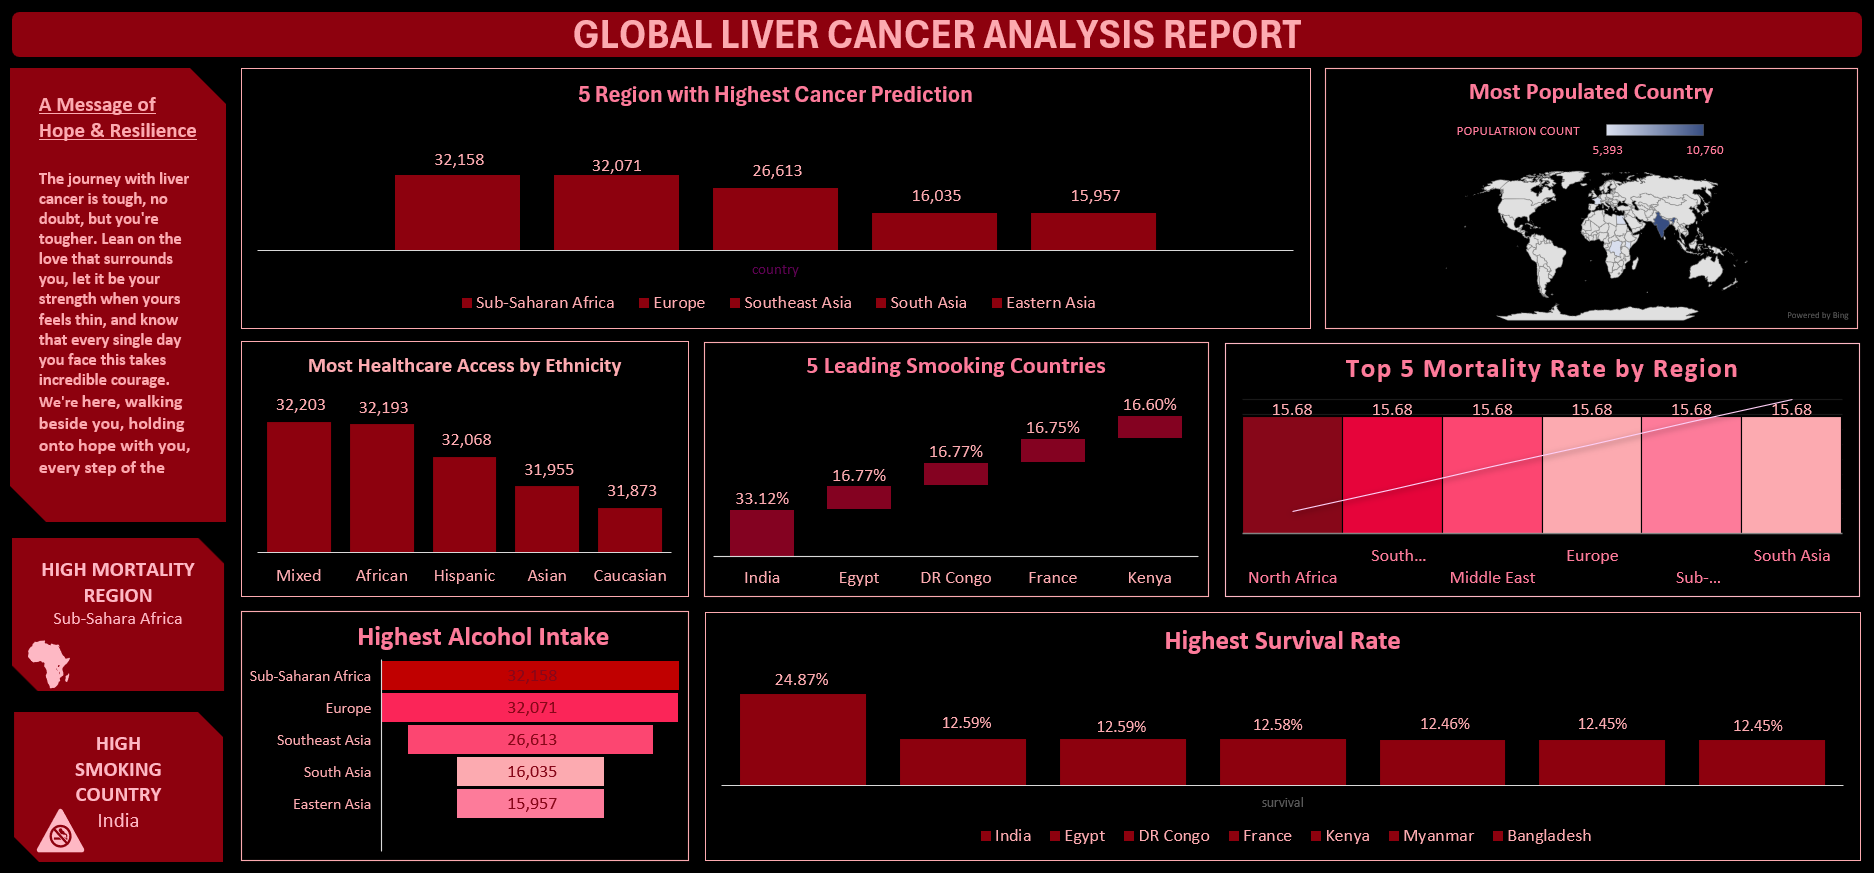 GLOBAL LIVER CANCER ANALYSIS REPORT
A Message of
Hope & Resilience
The journey with liver
cancer is tough, no
doubt, but you're
tougher. Lean on the
love that surrounds
you, let it be your
strength when yours
feels thin, and know
that every single day
you face this takes
incredible courage.
We're here, walking
beside you, holding
onto hope with you,
every step of the
HIGH MORTALITY
REGION
Sub-Sahara Africa
HIGH
SMOKING
COUNTRY
India
5 Region with Highest Cancer Prediction
32,158
32,071
26,613
16,035
15,957
country
Sub-Saharan Africa
Europe
Southeast Asia
South Asia
Eastern Asia
Most Populated Country
POPULATRION COUNT
5,393
10,760
Powered by Bing
Most Healthcare Access by Ethnicity
32,203
32,193
32,068
31,955
31,873
Mixed
African
Hispanic
Asian
Caucasian
5 Leading Smooking Countries
33.12%
16.77%
16.77%
16.75%
16.60%
India
Egypt
DR Congo
France
Kenya
Top 5 Mortality Rate by Region
15.68
15.68
15.68
15.68
15.68
15.68
North Africa
South...
Middle East
Europe
Sub-...
South Asia
Highest Alcohol Intake
Sub-Saharan Africa
32,158
Europe
32,071
Southeast Asia
26,613
South Asia
16,035
Eastern Asia
15,957
Highest Survival Rate
24.87%
12.59%
12.59%
12.58%
12.46%
12.45%
12.45%
survival
India
Egypt
DR Congo
France
Kenya
Myanmar
Bangladesh